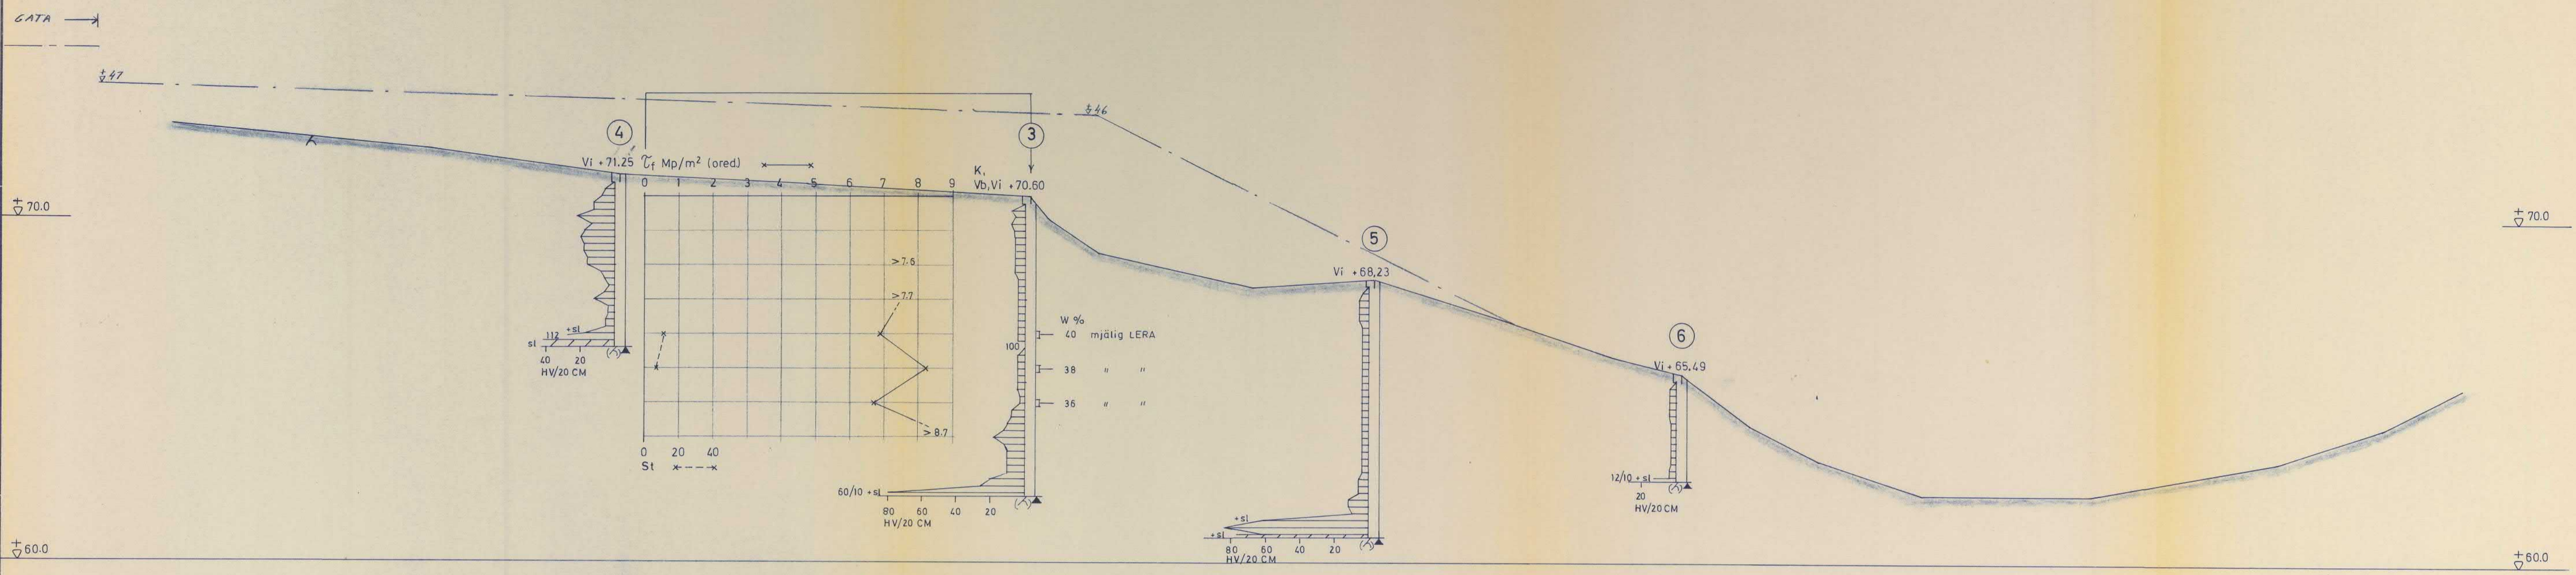 GATA
± 47
± 46
4
3
Vi +71.25 τf Mp/m² (ored.)
K,
Vb,Vi +70.60
0 1 2 3 4 5 6 7 8 9
± 70.0
± 70.0
5
Vi +68,23
>7.6
>7.7
W %
40 mjälig LERA
100
38 " "
36 " "
>8.7
6
Vi +65.49
+sl
112
sl
40 20
HV/20 CM
0 20 40
St
60/10 +sl
80 60 40 20
HV/20 CM
12/10 +sl
20
HV/20 CM
+sl
+sl
80 60 40 20
HV/20 CM
± 60.0
± 60.0